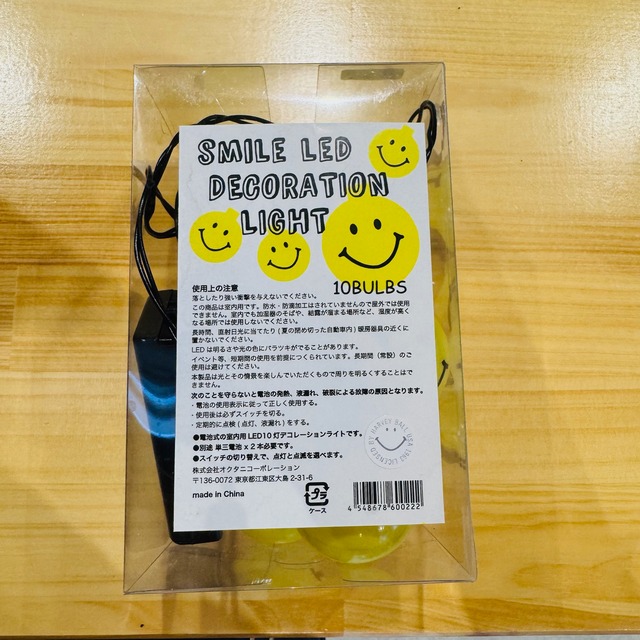 SMILE LED
DECORATION
LIGHT
10BULBS
使用上の注意
落としたり強い衝撃を与えないでください。
この商品は室内用です。防水・防滴加工はされていませんので屋外では使用
できません。室内でも加湿器のそばや、結露が溜まる場所など、湿度が高く
なる場所では使用しないでください。
長時間、直射日光に当てたり(夏の閉め切った自動車内)暖房器具の近くに
置かないでください。
LEDは明るさや光の色にバラツキがでることがあります。
イベント等、短期間の使用を前提につくられています。長期間(常設)のご
使用は避けてください。
本製品は光とその情景を楽しんでいただくもので周りを明るくすることはで
きません。
次のことを守らないと電池の発熱、液漏れ、破裂による故障の原因となります。
・電池の使用表示に従って正しく使用する。
・使用後は必ずスイッチを切る。
・定期的に点検(点灯、液漏れ)をする。
●電池式の室内用LED10灯デコレーションライトです。
●別途 単三電池x2本必要です。
●スイッチの切り替えで、点灯と点滅を選べます。
株式会社オクタニコーポレーション
〒136-0072 東京都江東区大島2-31-6
made in China
プラ
ケース
4 548678 600222
LICENSED BY HARVEY BALL USA 1963